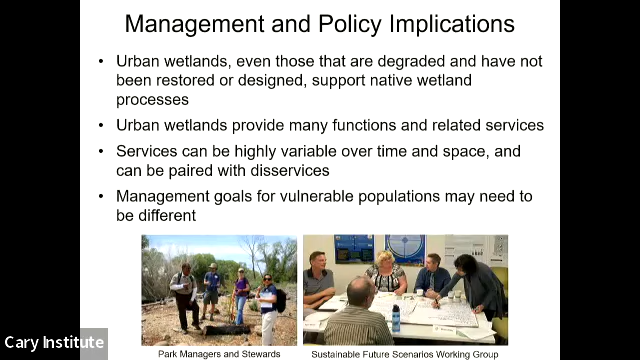 Management and Policy Implications
• Urban wetlands, even those that are degraded and have not
been restored or designed, support native wetland
processes
• Urban wetlands provide many functions and related services
• Services can be highly variable over time and space, and
can be paired with disservices
• Management goals for vulnerable populations may need to
be different
Cary Institute
Park Managers and Stewards
Sustainable Future Scenarios Working Group